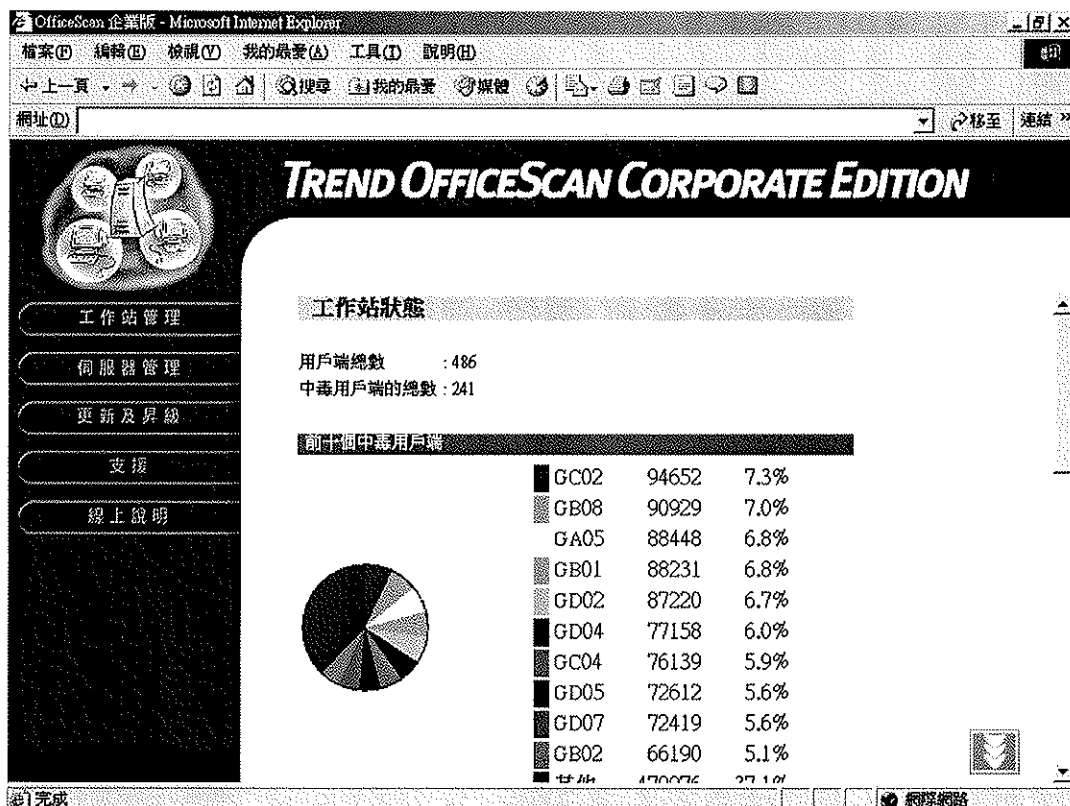 OfficeScan 企業版 - Microsoft Internet Explorer
檔案(F) 編輯(E) 檢視(V) 我的最愛(A) 工具(T) 說明(H)
上一頁 搜尋 我的最愛 媒體
網址(D) 移至 連結 »
TREND OFFICESCAN CORPORATE EDITION
工作站管理
伺服器管理
更新及昇級
支援
線上說明
工作站狀態
用戶端總數 : 486
中毒用戶端的總數 : 241
前十個中毒用戶端
GC02 94652 7.3%
GB08 90929 7.0%
GA05 88448 6.8%
GB01 88231 6.8%
GD02 87220 6.7%
GD04 77158 6.0%
GC04 76139 5.9%
GD05 72612 5.6%
GD07 72419 5.6%
GB02 66190 5.1%
其他
完成 網際網路